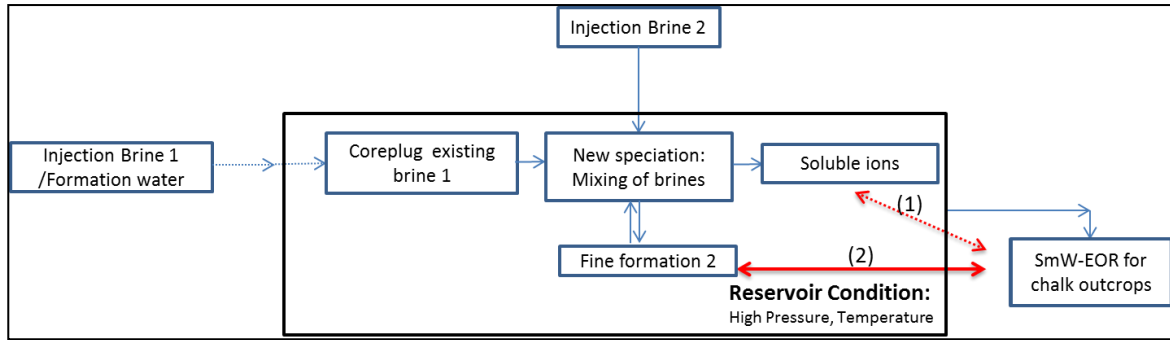 Injection Brine 2
Injection Brine 1
/Formation water
Coreplug existing
brine 1
New speciation:
Mixing of brines
Soluble ions
(1)
Fine formation 2
(2)
SmW-EOR for
chalk outcrops
Reservoir Condition:
High Pressure, Temperature